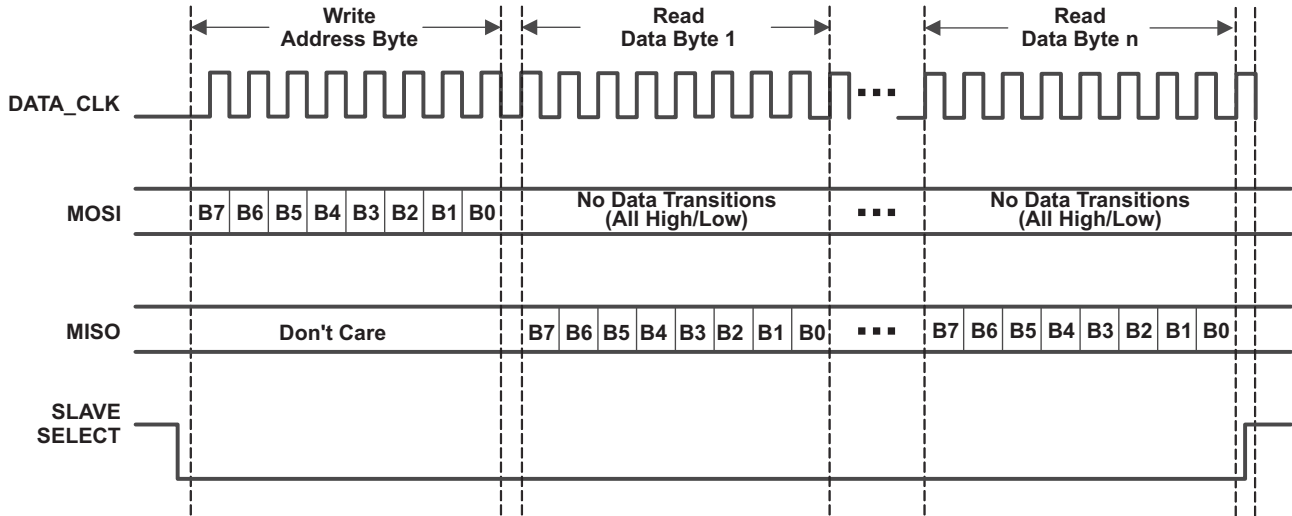 Write
Address Byte
Read
Data Byte 1
Read
Data Byte n
DATA_CLK
MOSI
B7 B6 B5 B4 B3 B2 B1 B0
No Data Transitions
(All High/Low)
No Data Transitions
(All High/Low)
MISO
Don't Care
B7 B6 B5 B4 B3 B2 B1 B0
B7 B6 B5 B4 B3 B2 B1 B0
SLAVE
SELECT